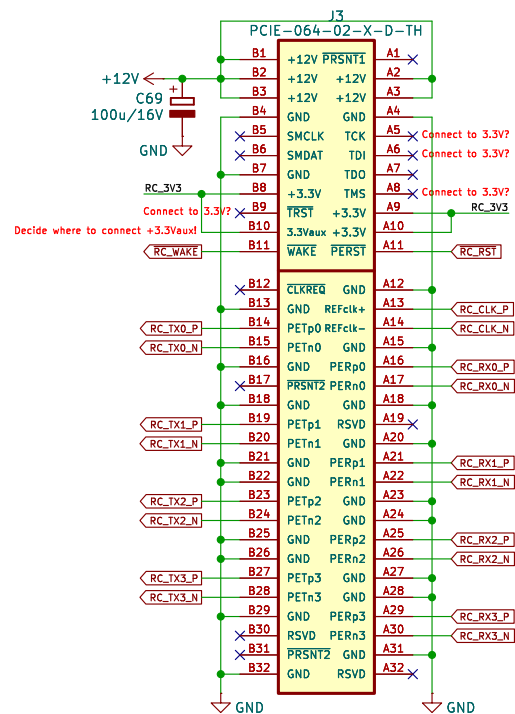 J3
PCIE-064-02-X-D-TH
B1 +12V PRSNT1 A1
+12V B2 +12V +12V A2
B3 +12V +12V A3
C69
100u/16V
GND
B4 GND GND A4
B5 SMCLK TCK A5 Connect to 3.3V?
B6 SMDAT TDI A6 Connect to 3.3V?
B7 GND TDO A7
RC_3V3 B8 +3.3V TMS A8 Connect to 3.3V?
Connect to 3.3V? B9 TRST +3.3V A9 RC_3V3
Decide where to connect +3.3Vaux! B10 3.3Vaux +3.3V A10
RC_WAKE B11 WAKE PERST A11 RC_RST
B12 CLKREQ GND A12
B13 GND REFclk+ A13 RC_CLK_P
RC_TX0_P B14 PETp0 REFclk- A14 RC_CLK_N
RC_TX0_N B15 PETn0 GND A15
B16 GND PERp0 A16 RC_RX0_P
B17 PRSNT2 PERn0 A17 RC_RX0_N
B18 GND GND A18
RC_TX1_P B19 PETp1 RSVD A19
RC_TX1_N B20 PETn1 GND A20
B21 GND PERp1 A21 RC_RX1_P
B22 GND PERn1 A22 RC_RX1_N
RC_TX2_P B23 PETp2 GND A23
RC_TX2_N B24 PETn2 GND A24
B25 GND PERp2 A25 RC_RX2_P
B26 GND PERn2 A26 RC_RX2_N
RC_TX3_P B27 PETp3 GND A27
RC_TX3_N B28 PETn3 GND A28
B29 GND PERp3 A29 RC_RX3_P
B30 RSVD PERn3 A30 RC_RX3_N
B31 PRSNT2 GND A31
B32 GND RSVD A32
GND GND